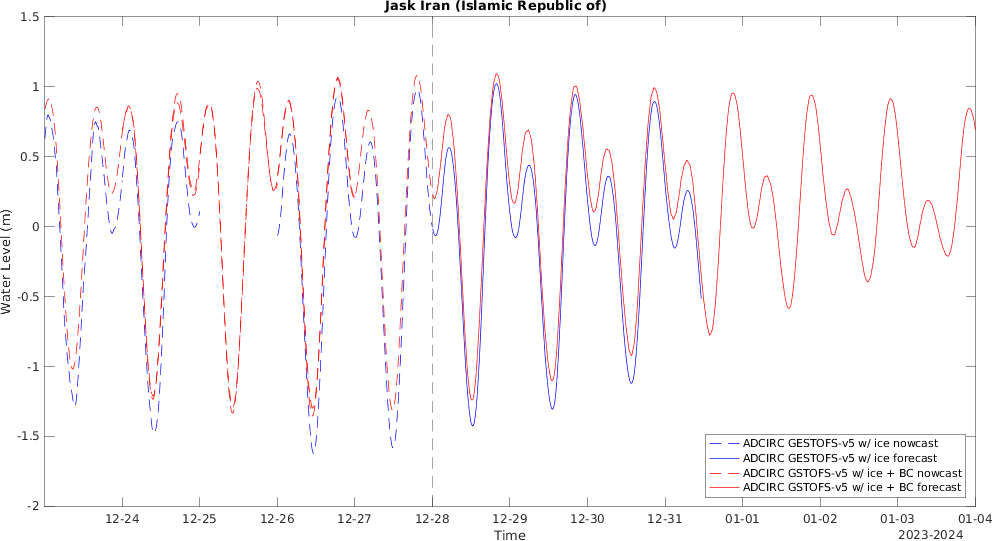 Jask Iran (Islamic Republic of)
1.5
1
0.5
0
-0.5
-1
-1.5
-2
Water Level (m)
12-24 12-25 12-26 12-27 12-28 12-29 12-30 12-31 01-01 01-02 01-03 01-04
Time
2023-2024
ADCIRC GESTOFS-v5 w/ ice nowcast
ADCIRC GESTOFS-v5 w/ ice forecast
ADCIRC GSTOFS-v5 w/ ice + BC nowcast
ADCIRC GSTOFS-v5 w/ ice + BC forecast